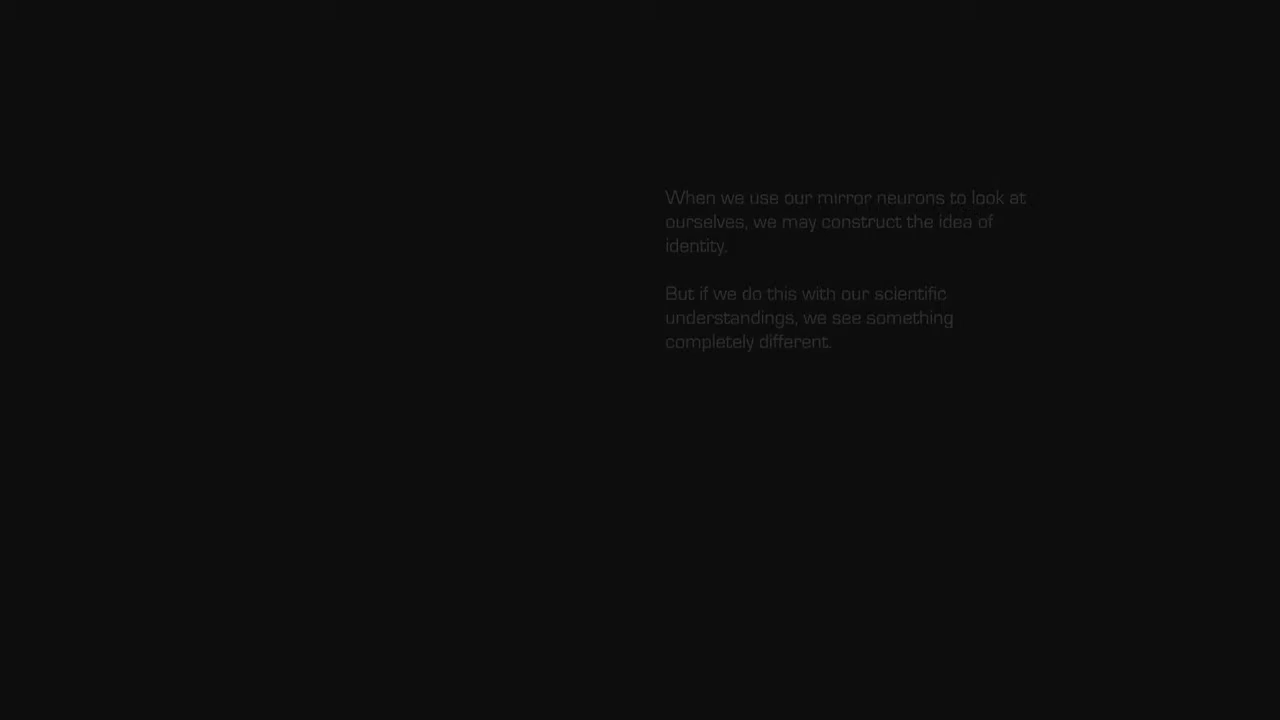 When we use our mirror neurons to look at
ourselves, we may construct the idea of
identity.
But if we do this with our scientific
understandings, we see something
completely different.